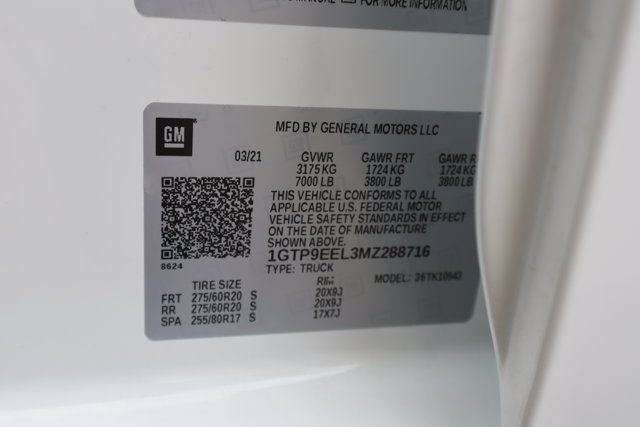 FOR MORE INFORMATION
GM
MFD BY GENERAL MOTORS LLC
03/21 GVWR GAWR FRT GAWR R
3175 KG 1724 KG 1724 KG
7000 LB 3800 LB 3800 LB
THIS VEHICLE CONFORMS TO ALL
APPLICABLE U.S. FEDERAL MOTOR
VEHICLE SAFETY STANDARDS IN EFFECT
ON THE DATE OF MANUFACTURE
SHOWN ABOVE.
8624
1GTP9EEL3MZ288716
TYPE: TRUCK
MODEL: 36TK10543
TIRE SIZE RIM
FRT 275/60R20 S 20X9J
RR 275/60R20 S 20X9J
SPA 255/80R17 S 17X7J